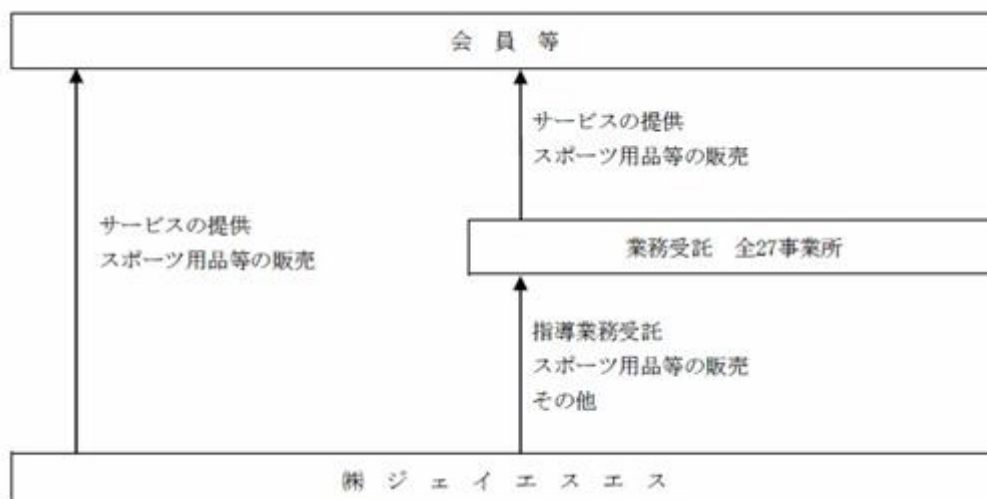 会 員 等
サービスの提供
スポーツ用品等の販売
サービスの提供
スポーツ用品等の販売
業務受託 全27事業所
指導業務受託
スポーツ用品等の販売
その他
㈱ ジ ェ イ エ ス エ ス